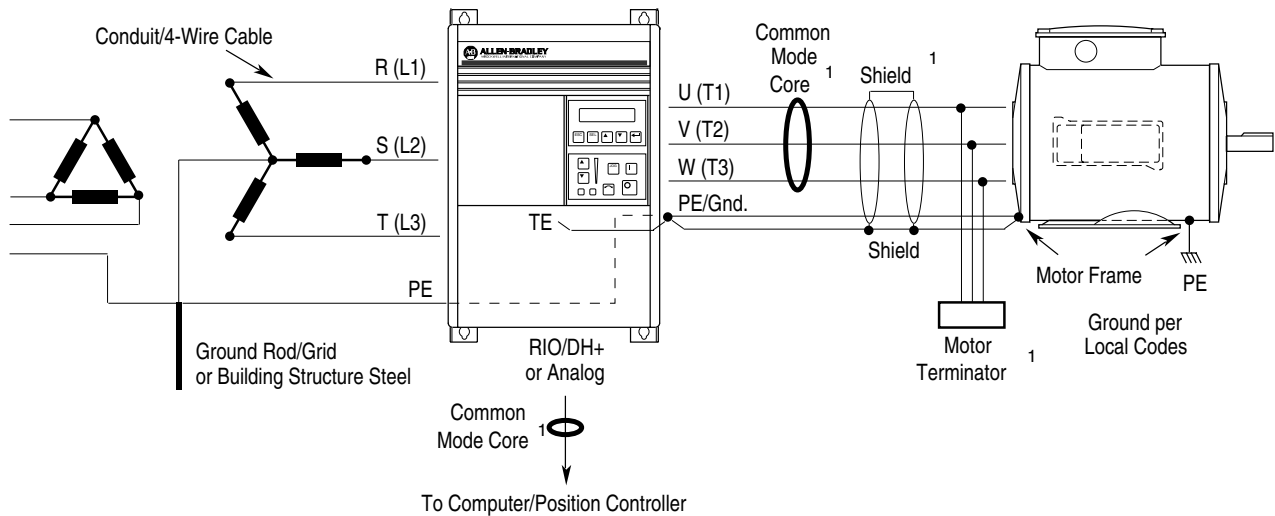 Conduit/4-Wire Cable
R (L1)
S (L2)
T (L3)
PE
Ground Rod/Grid
or Building Structure Steel
AB ALLEN-BRADLEY
TE
RIO/DH+
or Analog
Common
Mode Core 1
To Computer/Position Controller
U (T1)
V (T2)
W (T3)
PE/Gnd.
Common
Mode
Core 1
Shield 1
Shield
Motor
Terminator 1
Motor Frame
PE
Ground per
Local Codes